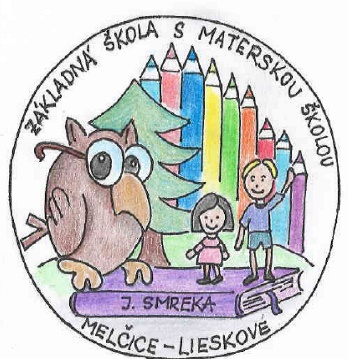 ZÁKLADNÁ ŠKOLA S MATERSKOU ŠKOLOU
J. SMREKA
MELČICE - LIESKOVÉ